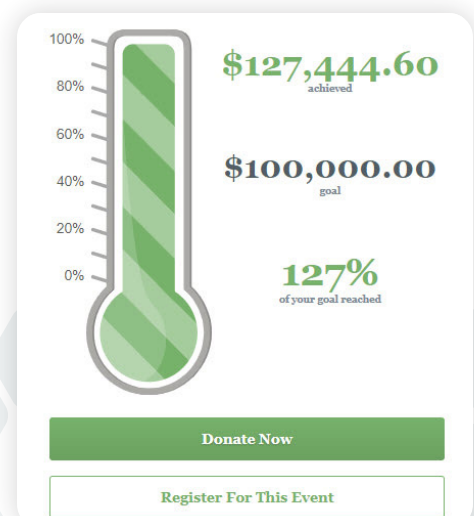 100%
80%
60%
40%
20%
0%
$127,444.60
achieved
$100,000.00
goal
127%
of your goal reached
Donate Now
Register For This Event